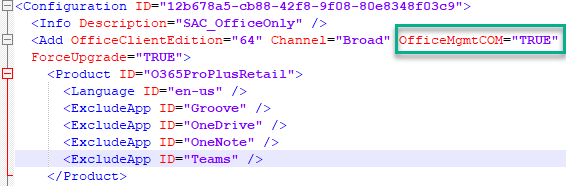 <Configuration ID="12b678a5-cb88-42f8-9f08-80e8348f03c9">
<Info Description="SAC_OfficeOnly" />
<Add OfficeClientEdition="64" Channel="Broad" OfficeMgmtCOM="TRUE"
ForceUpgrade="TRUE">
<Product ID="O365ProPlusRetail">
<Language ID="en-us" />
<ExcludeApp ID="Groove" />
<ExcludeApp ID="OneDrive" />
<ExcludeApp ID="OneNote" />
<ExcludeApp ID="Teams" />
</Product>